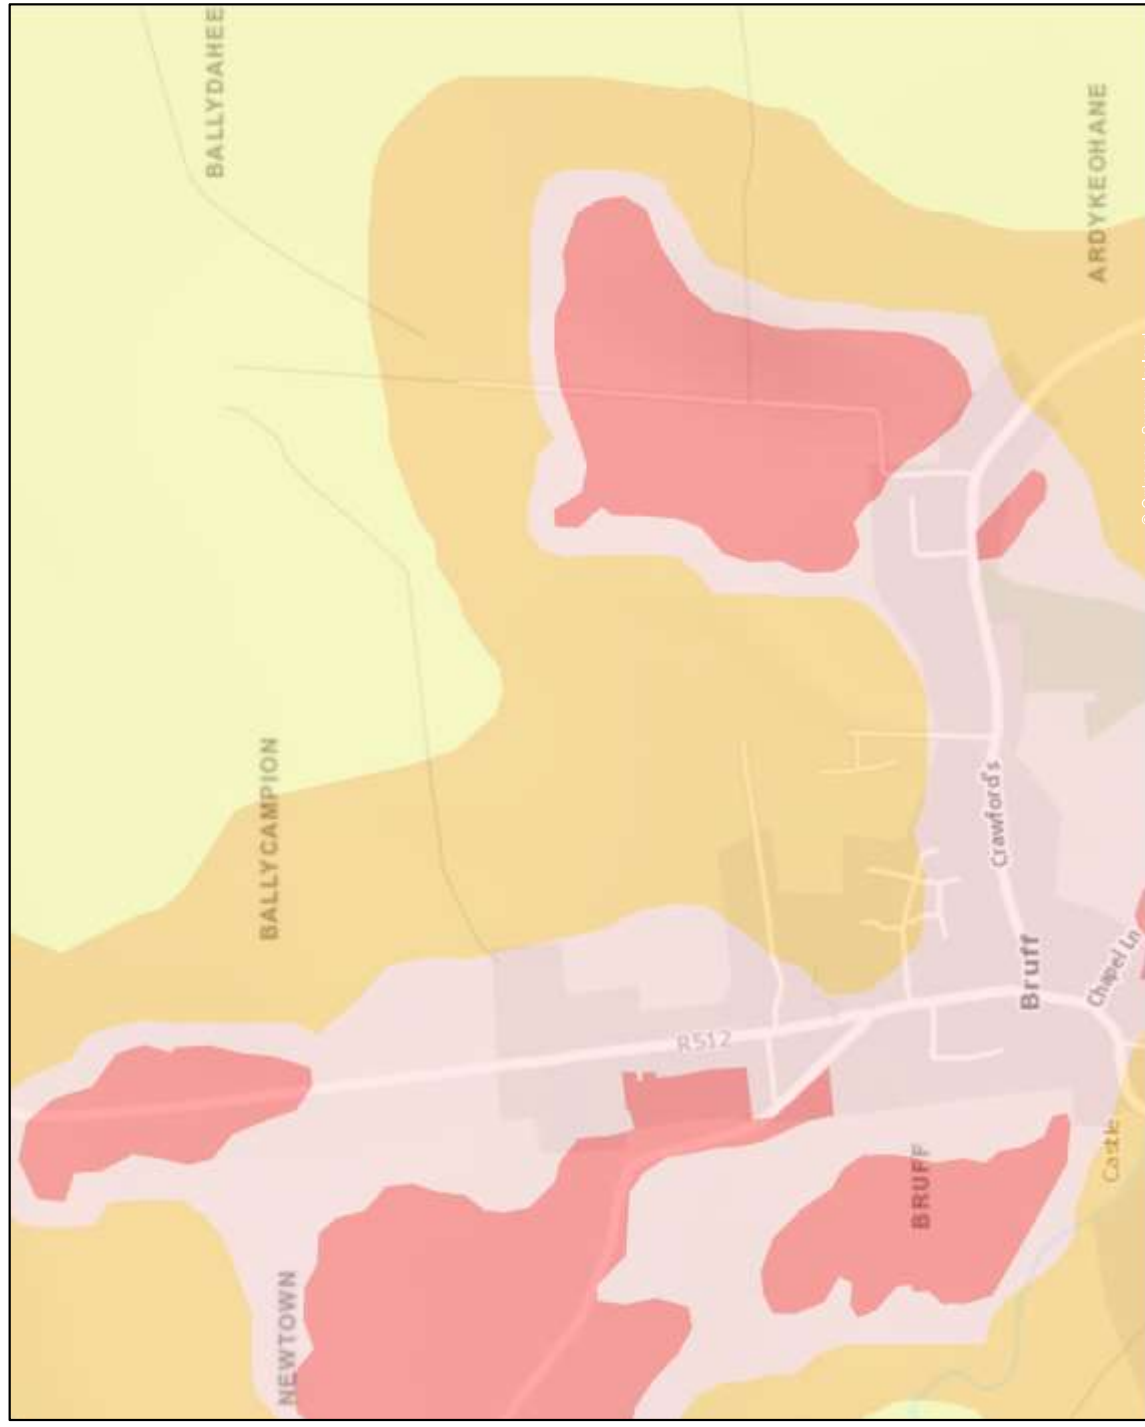 BALLYDAHEE
ARDYKEOHANE
BALLYCAMPION
Crawford's
Bruff
Chapel Ln
R512
Castle
BRUFF
NEWTOWN